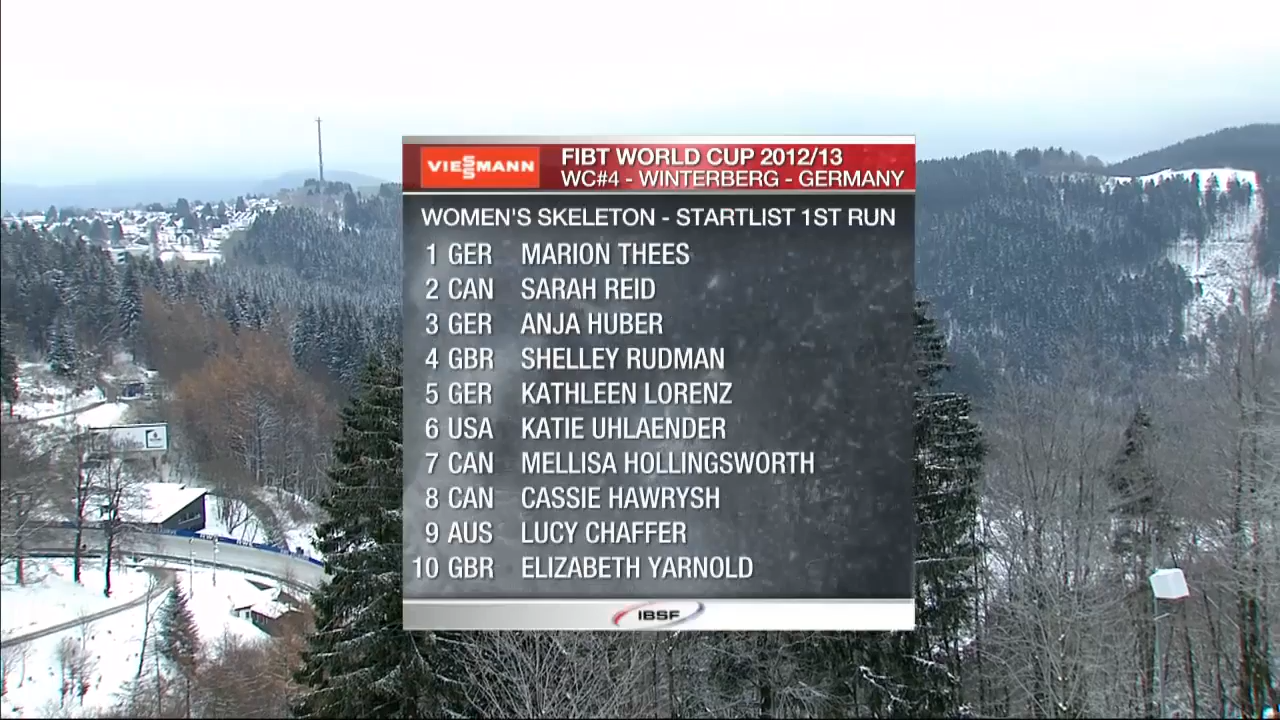 VIESSMANN
FIBT WORLD CUP 2012/13
WC#4 - WINTERBERG - GERMANY
WOMEN'S SKELETON - STARTLIST 1ST RUN
1 GER MARION THEES
2 CAN SARAH REID
3 GER ANJA HUBER
4 GBR SHELLEY RUDMAN
5 GER KATHLEEN LORENZ
6 USA KATIE UHLAENDER
7 CAN MELLISA HOLLINGSWORTH
8 CAN CASSIE HAWRYSH
9 AUS LUCY CHAFFER
10 GBR ELIZABETH YARNOLD
IBSF